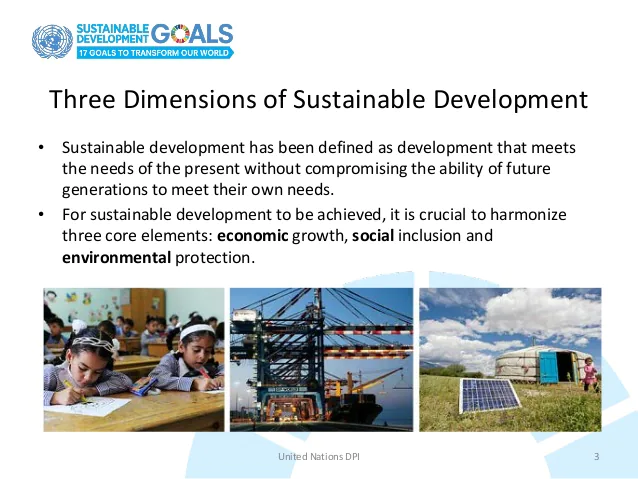 SUSTAINABLE
DEVELOPMENT GOALS
17 GOALS TO TRANSFORM OUR WORLD
Three Dimensions of Sustainable Development
• Sustainable development has been defined as development that meets
the needs of the present without compromising the ability of future
generations to meet their own needs.
• For sustainable development to be achieved, it is crucial to harmonize
three core elements: economic growth, social inclusion and
environmental protection.
United Nations DPI
3